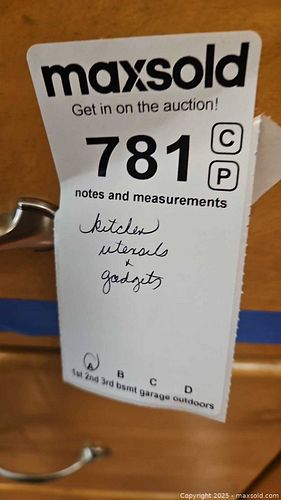 maxsold
Get in on the auction!
781
C
P
notes and measurements
kitchen
utensils
&
gadgets
A B C D
1st 2nd 3rd bsmt garage outdoors
Copyright 2025 - maxsold.com